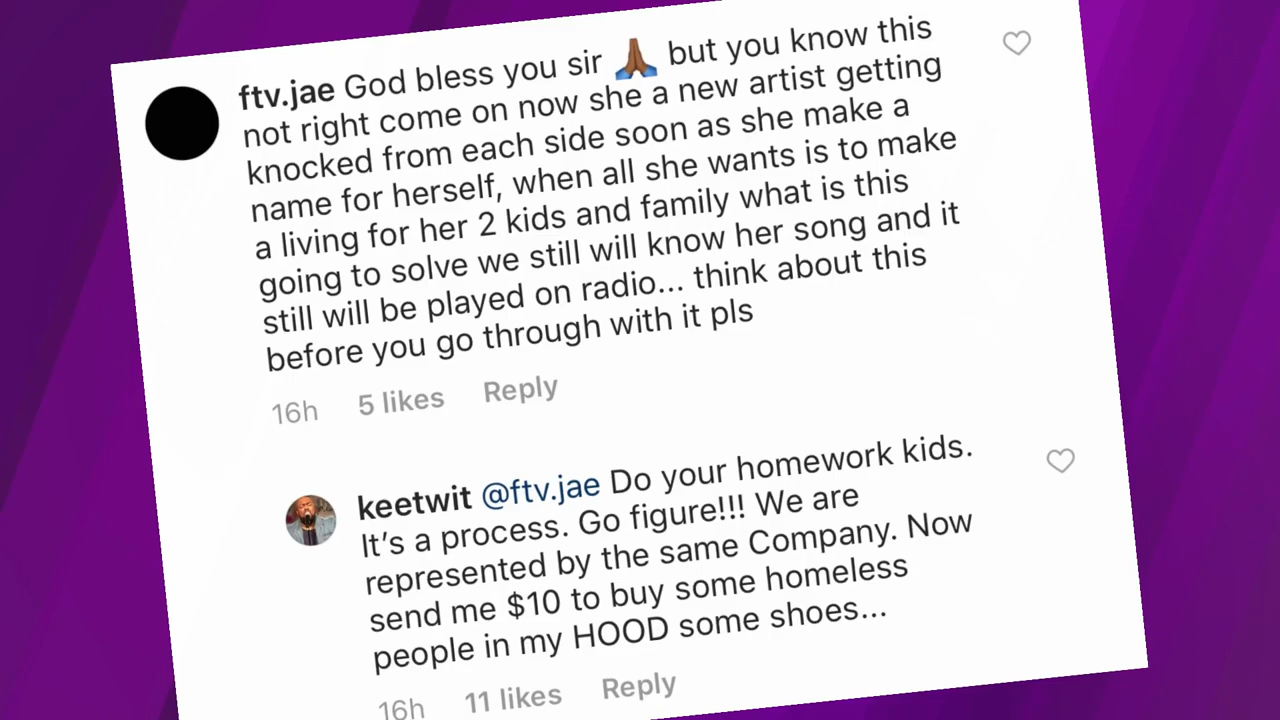 ftv.jae God bless you sir 🙏🏾 but you know this
not right come on now she a new artist getting
knocked from each side soon as she make a
name for herself, when all she wants is to make
a living for her 2 kids and family what is this
going to solve we still will know her song and it
still will be played on radio... think about this
before you go through with it pls
16h 5 likes Reply
keetwit @ftv.jae Do your homework kids.
It's a process. Go figure!!! We are
represented by the same Company. Now
send me $10 to buy some homeless
people in my HOOD some shoes...
16h 11 likes Reply